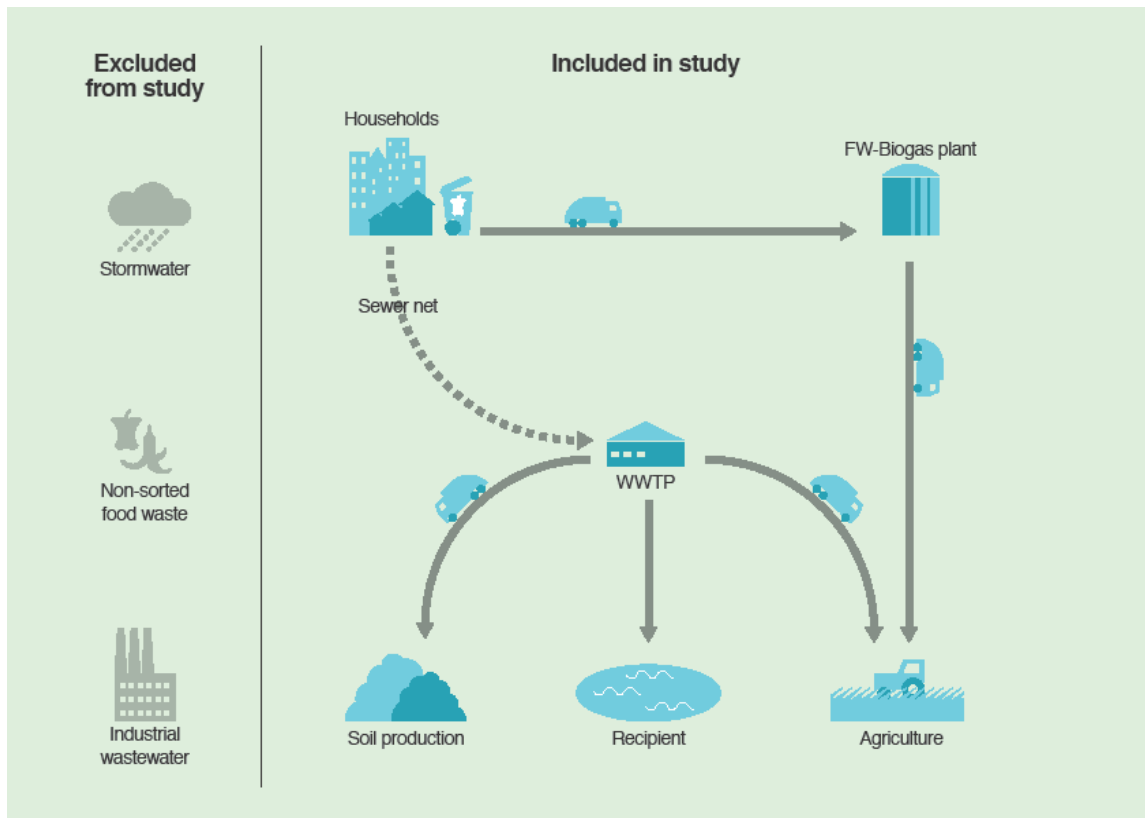 Excluded
from study
Included in study
Households
FW-Biogas plant
Stormwater
Sewer net
Non-sorted
food waste
WWTP
Industrial
wastewater
Soil production
Recipient
Agriculture